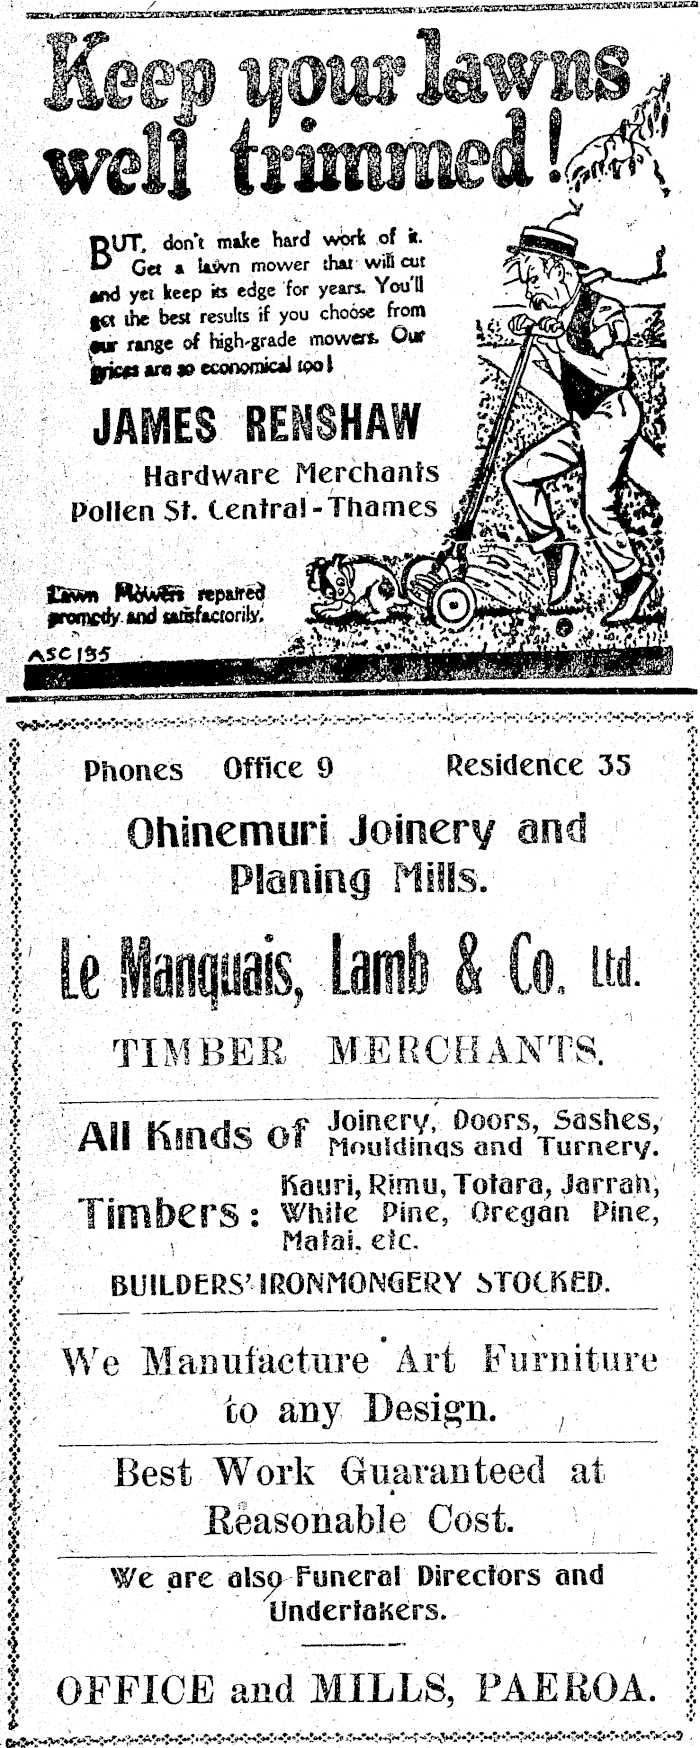 Keep your lawns
well trimmed!
BUT, don't make hard work of it.
Get a lawn mower that will cut
and yet keep its edge for years. You'll
get the best results if you choose from
our range of high-grade mowers. Our
prices are so economical too!
JAMES RENSHAW
Hardware Merchants
Pollen St. Central-Thames
Lawn Mowers repaired
promptly and satisfactorily.
ASC 195
Phones Office 9 Residence 35
Ohinemuri Joinery and
Planing Mills.
Le Manquais, Lamb & Co. Ltd.
TIMBER MERCHANTS.
All Kinds of Joinery, Doors, Sashes,
Mouldings and Turnery.
Timbers: Kauri, Rimu, Totara, Jarrah,
White Pine, Oregan Pine,
Matai, etc.
BUILDERS' IRONMONGERY STOCKED.
We Manufacture Art Furniture
to any Design.
Best Work Guaranteed at
Reasonable Cost.
We are also Funeral Directors and
Undertakers.
OFFICE and MILLS, PAEROA.